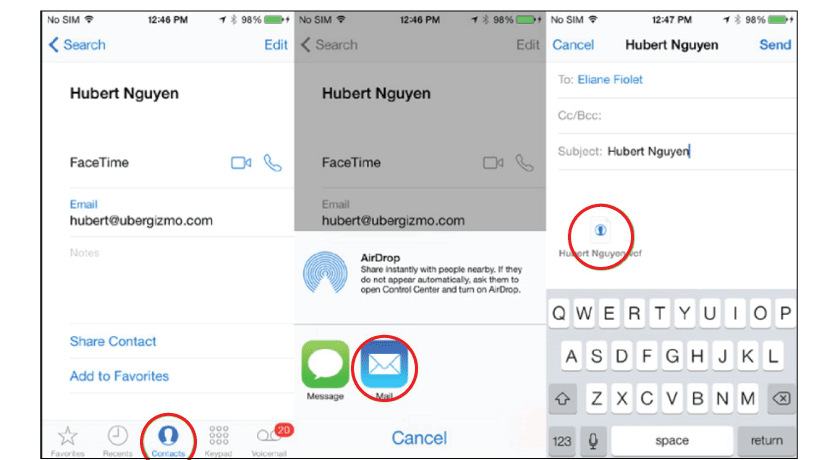 No SIM 12:46 PM 98%
Search Edit
Hubert Nguyen
FaceTime
Email
hubert@ubergizmo.com
Notes
Share Contact
Add to Favorites
20
Favorites Recents Contacts Keypad Voicemail
No SIM 12:46 PM 98%
Search Edit
Hubert Nguyen
FaceTime
Email
hubert@ubergizmo.com
AirDrop
Share instantly with people nearby. If they
do not appear automatically, ask them to
open Control Center and turn on AirDrop.
Message Mail
Cancel
No SIM 12:47 PM 98%
Cancel Hubert Nguyen Send
To: Eliane Fiolet
Cc/Bcc:
Subject: Hubert Nguyen
Hubert Nguyen.vcf
Q W E R T Y U I O P
A S D F G H J K L
Z X C V B N M
123 space return